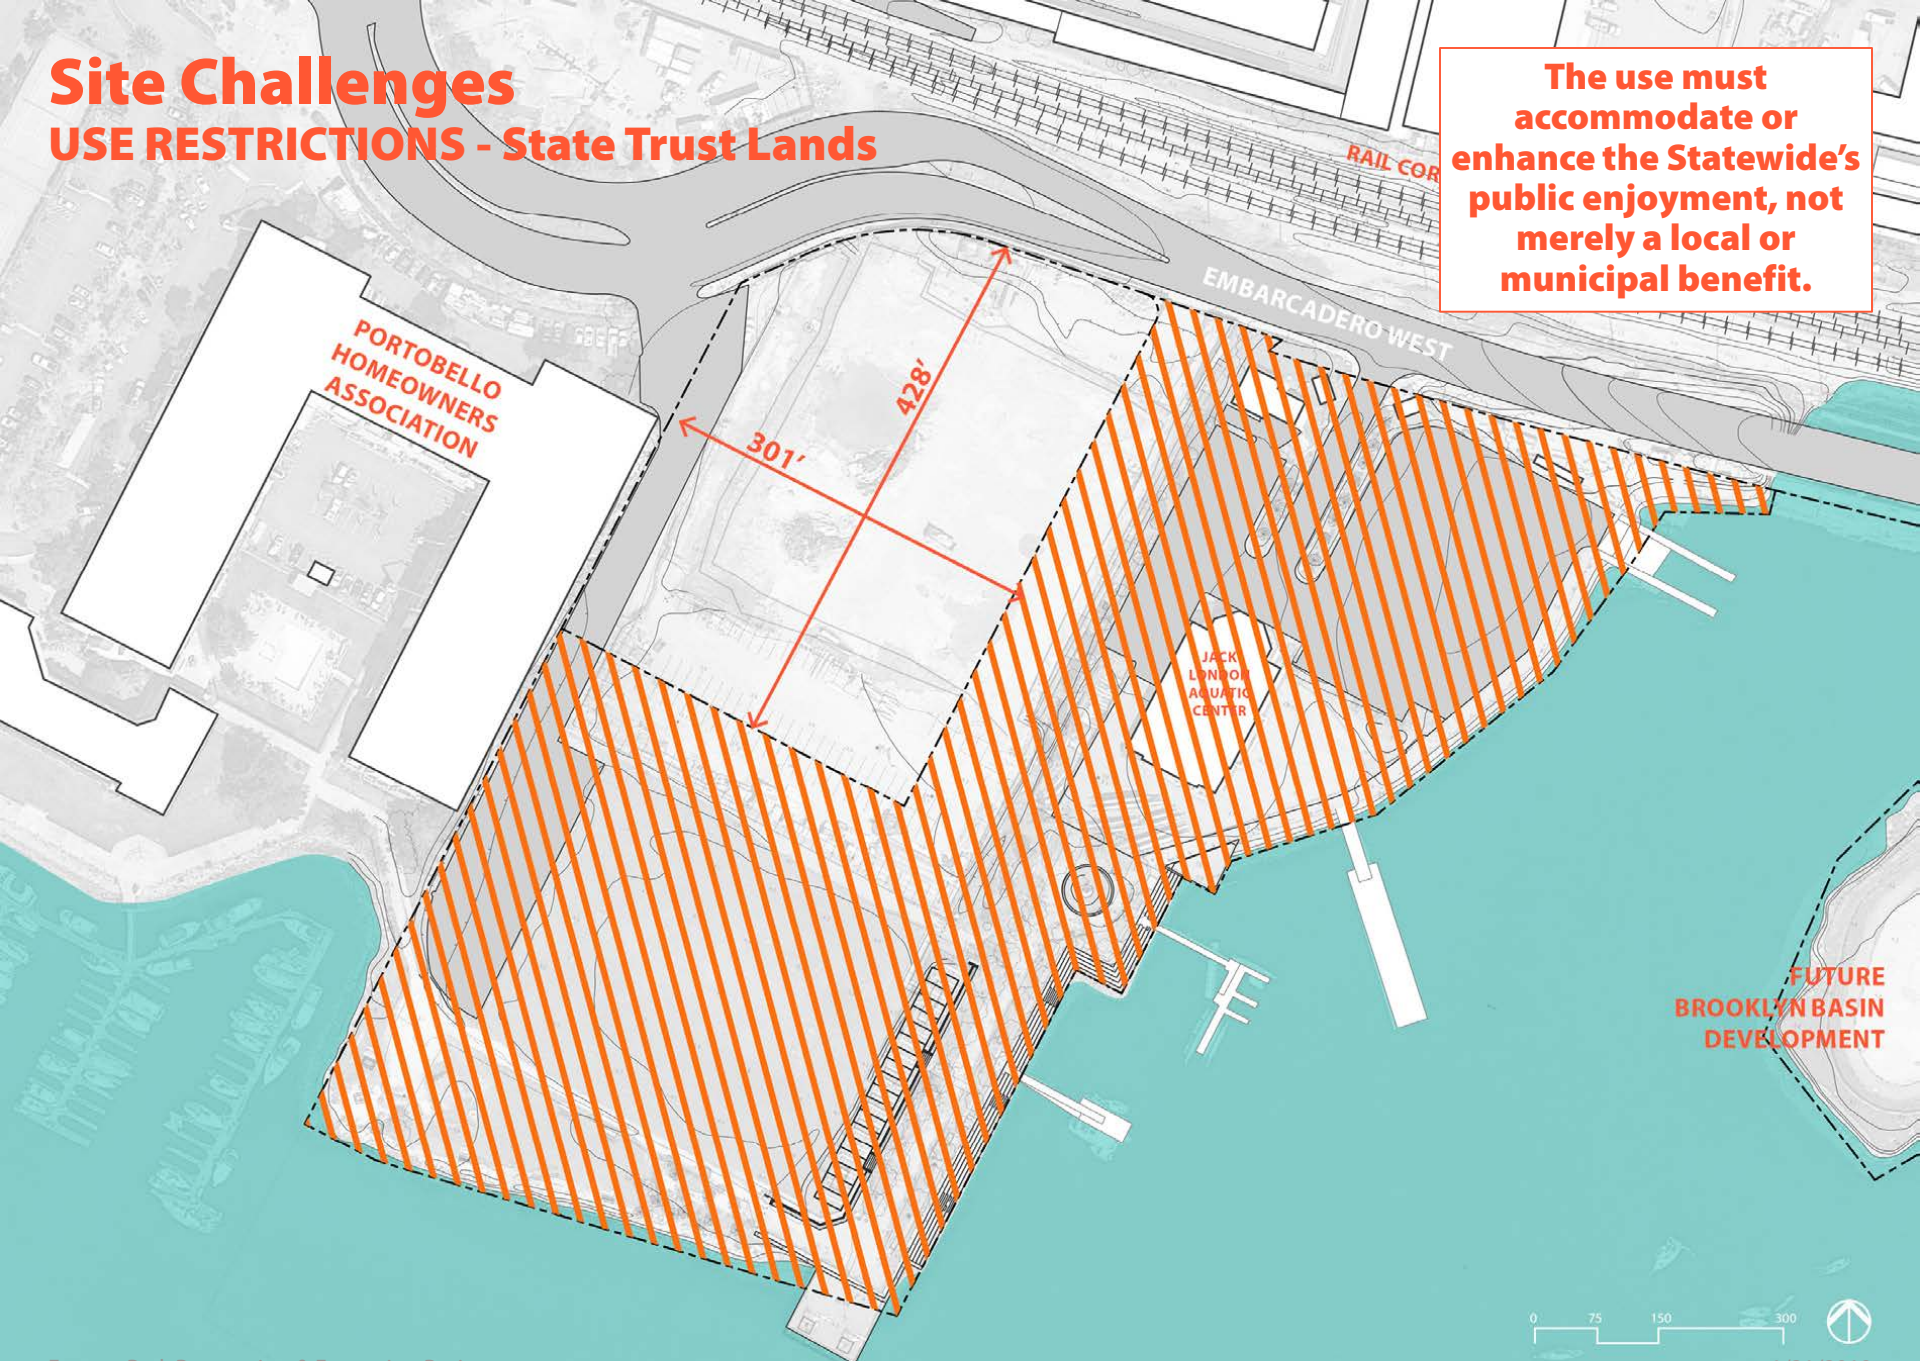 Site Challenges
USE RESTRICTIONS - State Trust Lands
The use must
accommodate or
enhance the Statewide’s
public enjoyment, not
merely a local or
municipal benefit.
RAIL COR
EMBARCADERO WEST
PORTOBELLO
HOMEOWNERS
ASSOCIATION
428’
301’
JACK
LONDON
AQUATIC
CENTER
FUTURE
BROOKLYN BASIN
DEVELOPMENT
0 75 150 300